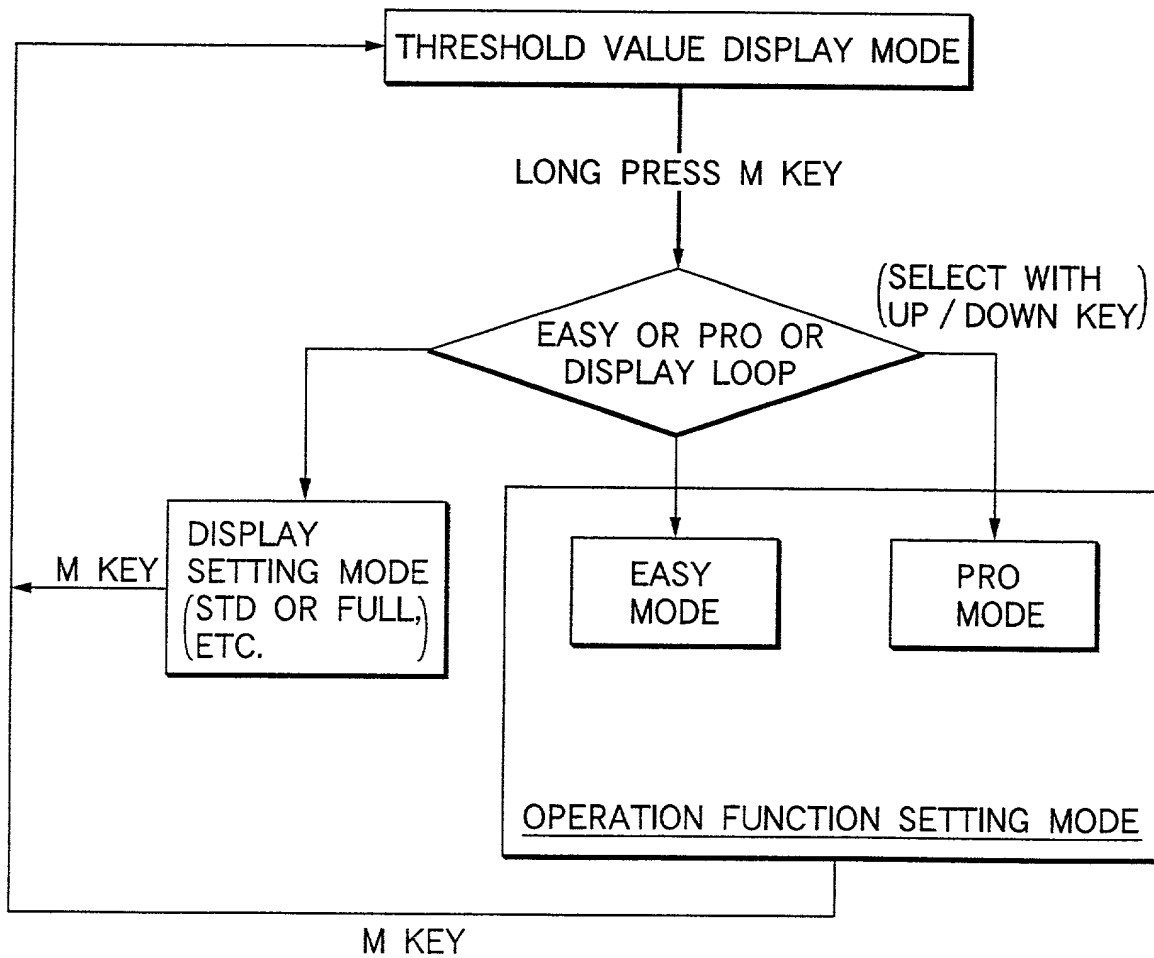 THRESHOLD VALUE DISPLAY MODE
LONG PRESS M KEY
(SELECT WITH
UP / DOWN KEY)
EASY OR PRO OR
DISPLAY LOOP
DISPLAY
SETTING MODE
(STD OR FULL,
ETC.)
M KEY
EASY
MODE
PRO
MODE
OPERATION FUNCTION SETTING MODE
M KEY